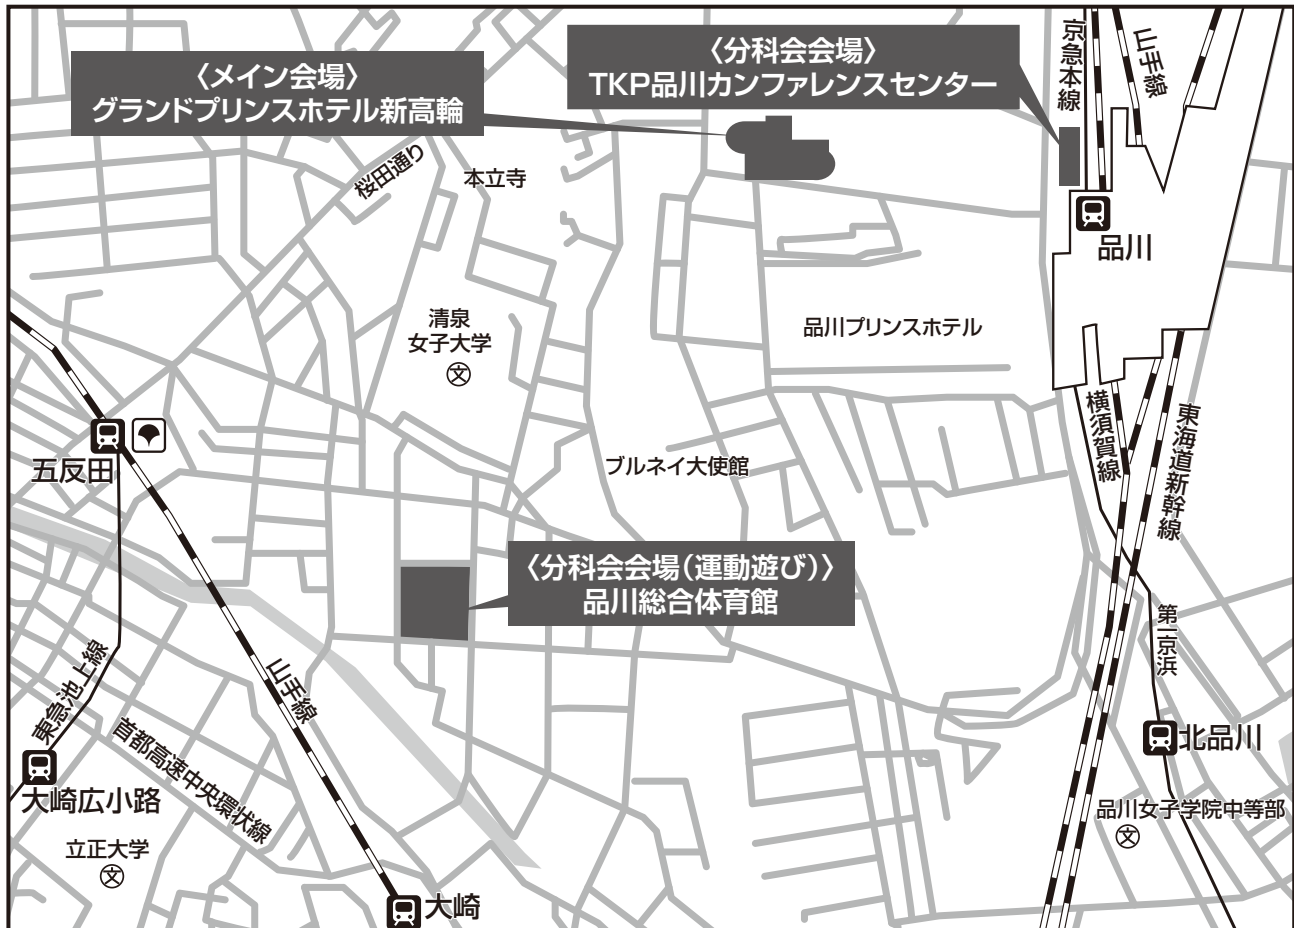 〈メイン会場〉
グランドプリンスホテル新高輪
〈分科会会場〉
TKP品川カンファレンスセンター
京急本線
山手線
桜田通り
本立寺
品川
清泉
女子大学
文
品川プリンスホテル
五反田
横須賀線
東海道新幹線
ブルネイ大使館
〈分科会会場(運動遊び)〉
品川総合体育館
第一京浜
東急池上線
山手線
首都高速中央環状線
北品川
大崎広小路
品川女子学院中等部
文
立正大学
文
大崎